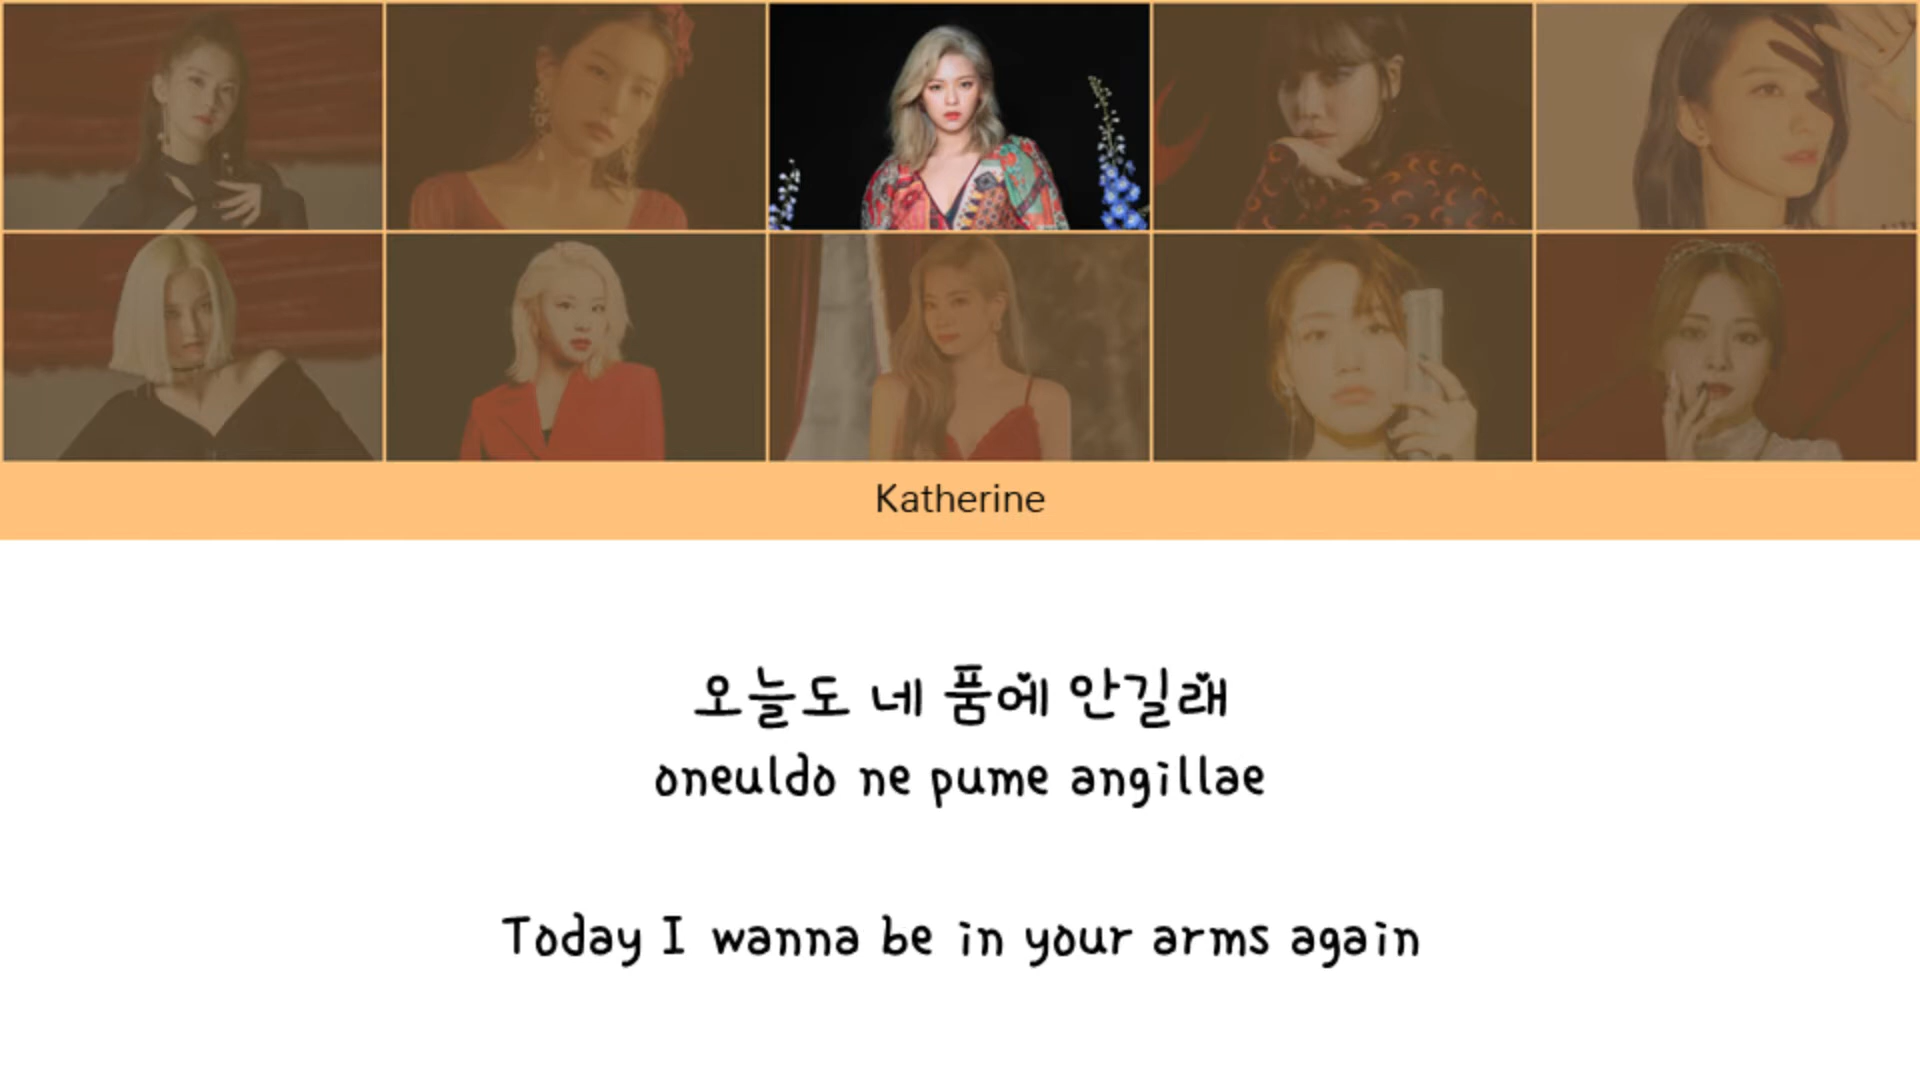 Katherine
오늘도 네 품에 안길래
oneuldo ne pume angillae
Today I wanna be in your arms again